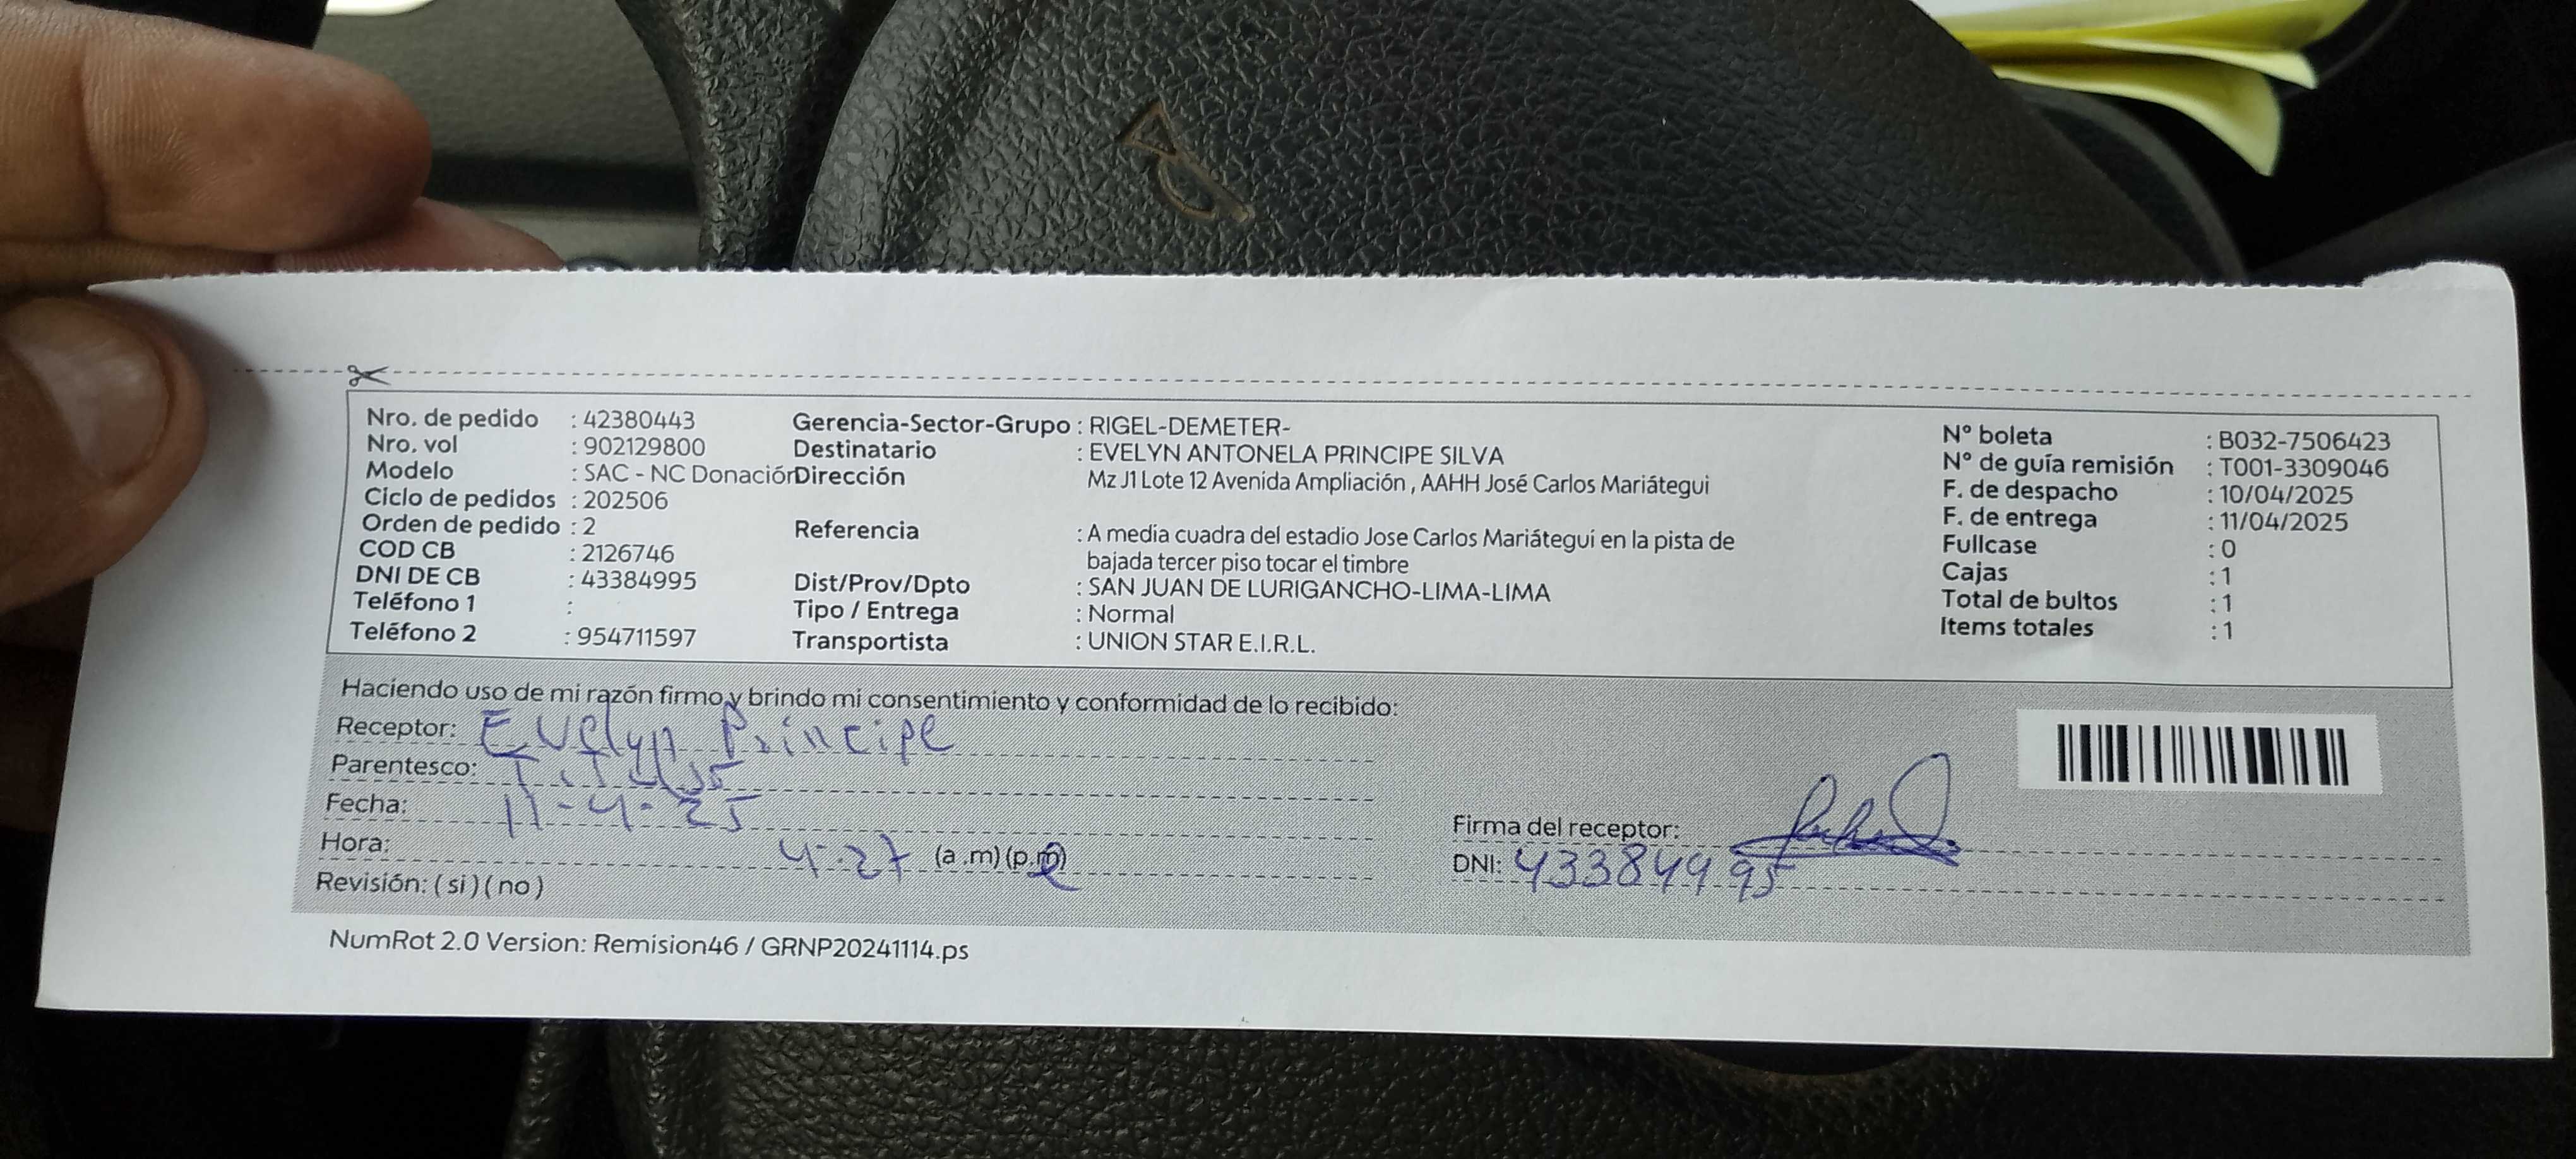 Nro. de pedido : 42380443
Nro. vol : 902129800
Modelo : SAC - NC Donación
Ciclo de pedidos : 202506
Orden de pedido : 2
COD CB : 2126746
DNI DE CB : 43384995
Teléfono 1 :
Teléfono 2 : 954711597
Gerencia-Sector-Grupo : RIGEL-DEMETER-
Destinatario : EVELYN ANTONELA PRINCIPE SILVA
Dirección Mz J1 Lote 12 Avenida Ampliación , AAHH José Carlos Mariátegui
Referencia : A media cuadra del estadio Jose Carlos Mariáteguí en la pista de
bajada tercer piso tocar el timbre
Dist/Prov/Dpto : SAN JUAN DE LURIGANCHO-LIMA-LIMA
Tipo / Entrega : Normal
Transportista : UNION STAR E.I.R.L.
N° boleta : B032-7506423
N° de guía remisión : T001-3309046
F. de despacho : 10/04/2025
F. de entrega : 11/04/2025
Fullcase : 0
Cajas : 1
Total de bultos : 1
Items totales : 1
Haciendo uso de mi razón firmo y brindo mi consentimiento y conformidad de lo recibido:
Receptor: Evelyn Principe
Parentesco:
Fecha: 11-4-25
Hora: 4:27 (a .m) (p.m)
Revisión: ( si ) ( no )
Firma del receptor:
DNI: 43384995
NumRot 2.0 Version: Remision46 / GRNP20241114.ps